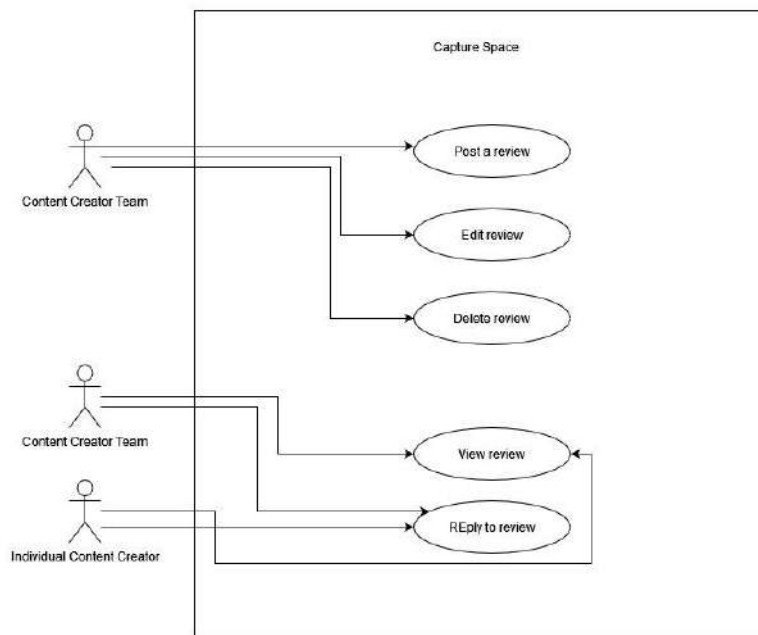 Capture Space
Post a review
Content Creator Team
Edit review
Delete review
Content Creator Team
View review
REply to review
Individual Content Creator